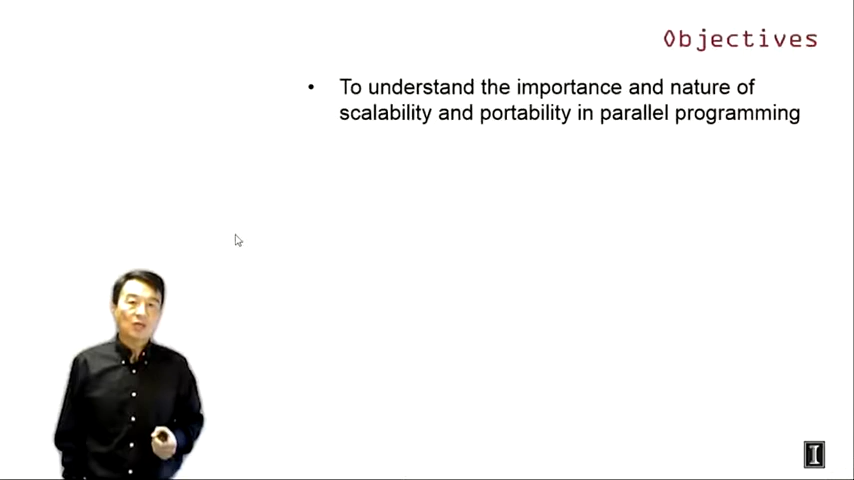 Objectives
• To understand the importance and nature of
scalability and portability in parallel programming
I